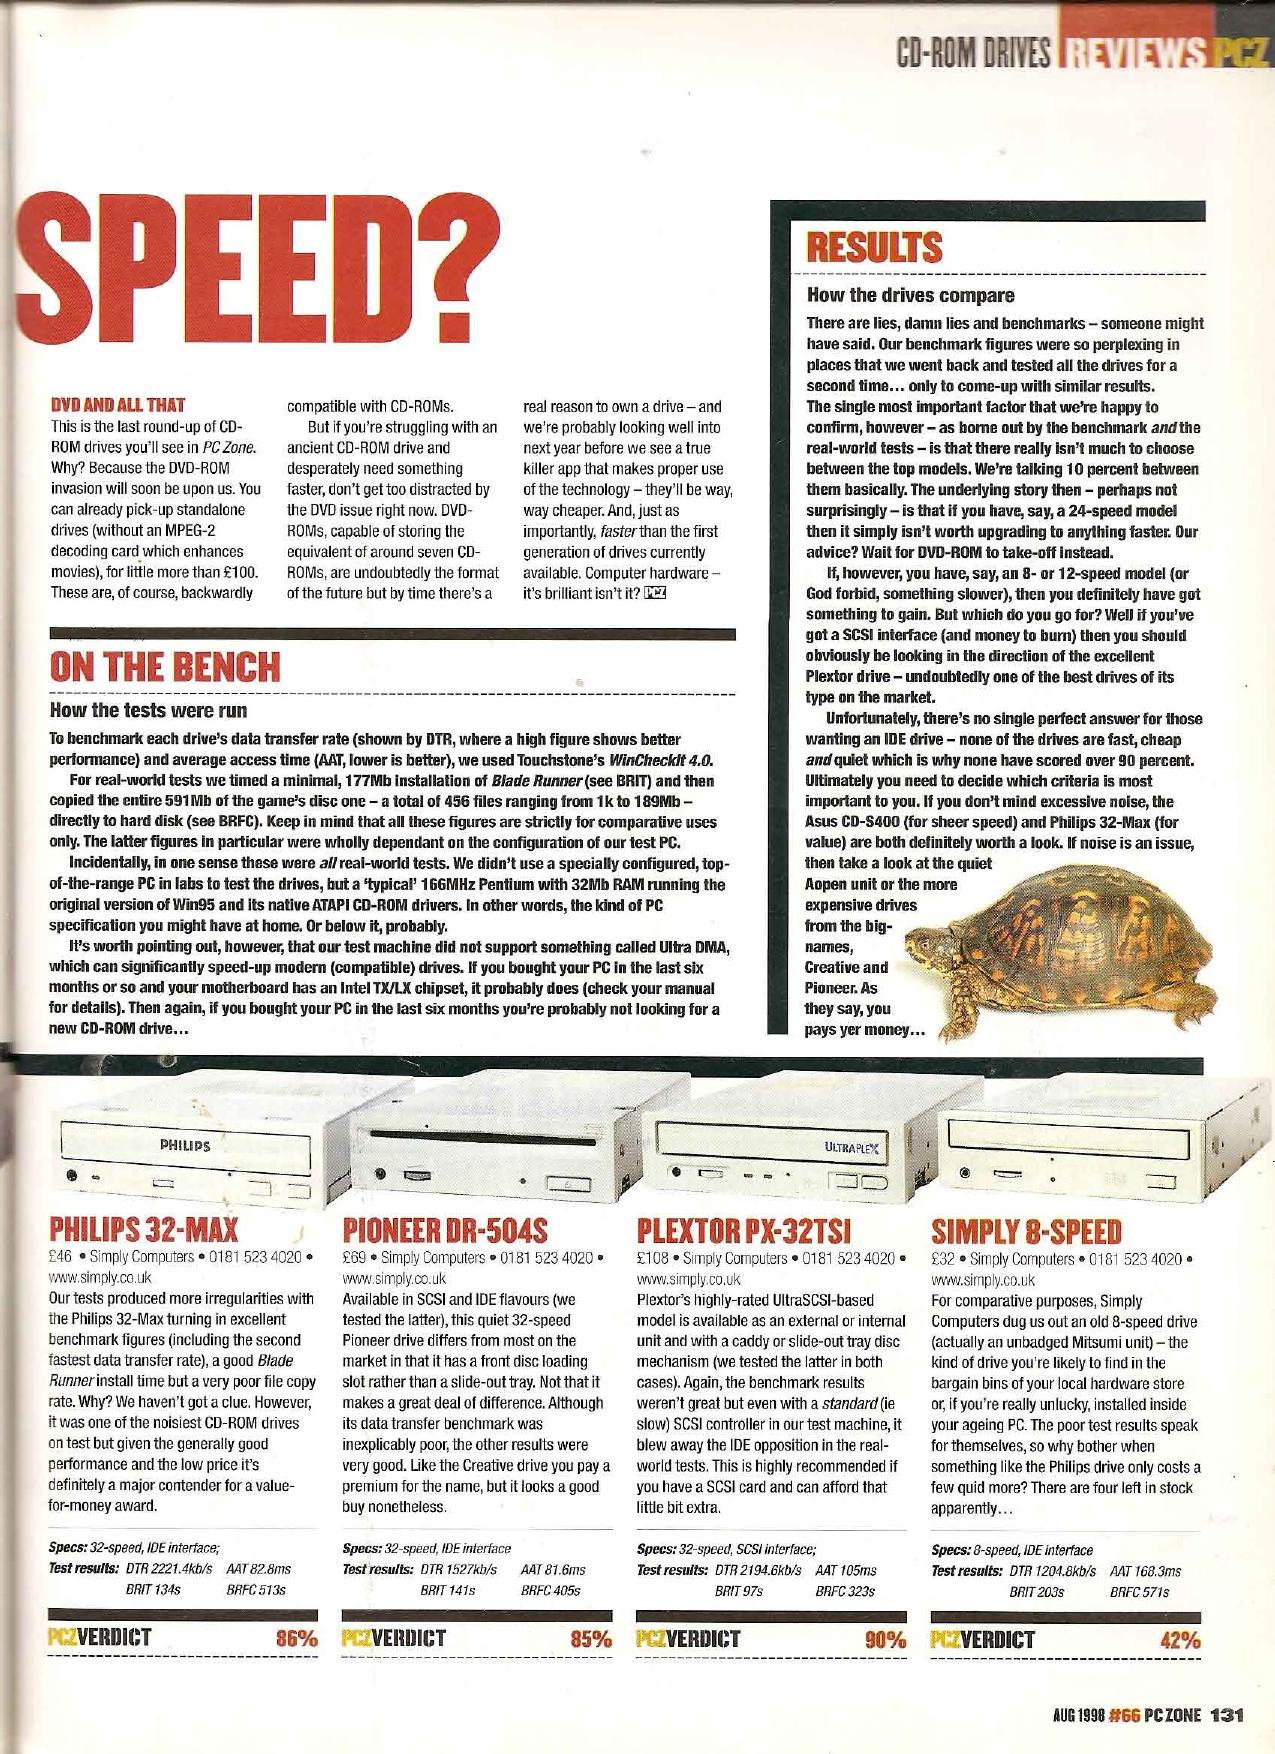 CD-ROM DRIVES REVIEWS PCZ
SPEED?
DVD AND ALL THAT
This is the last round-up of CD-
ROM drives you'll see in PC Zone.
Why? Because the DVD-ROM
invasion will soon be upon us. You
can already pick-up standalone
drives (without an MPEG-2
decoding card which enhances
movies), for little more than £100.
These are, of course, backwardly
compatible with CD-ROMs.
But if you're struggling with an
ancient CD-ROM drive and
desperately need something
faster, don't get too distracted by
the DVD issue right now. DVD-
ROMs, capable of storing the
equivalent of around seven CD-
ROMs, are undoubtedly the format
of the future but by time there's a
real reason to own a drive – and
we're probably looking well into
next year before we see a true
killer app that makes proper use
of the technology – they'll be way,
way cheaper. And, just as
importantly, faster than the first
generation of drives currently
available. Computer hardware –
it's brilliant isn't it? PCZ
ON THE BENCH
How the tests were run
To benchmark each drive's data transfer rate (shown by DTR, where a high figure shows better
performance) and average access time (AAT, lower is better), we used Touchstone's WinCheckIt 4.0.
For real-world tests we timed a minimal, 177Mb installation of Blade Runner (see BRIT) and then
copied the entire 591Mb of the game's disc one – a total of 456 files ranging from 1k to 189Mb –
directly to hard disk (see BRFC). Keep in mind that all these figures are strictly for comparative uses
only. The latter figures in particular were wholly dependant on the configuration of our test PC.
Incidentally, in one sense these were all real-world tests. We didn't use a specially configured, top-
of-the-range PC in labs to test the drives, but a 'typical' 166MHz Pentium with 32Mb RAM running the
original version of Win95 and its native ATAPI CD-ROM drivers. In other words, the kind of PC
specification you might have at home. Or below it, probably.
It's worth pointing out, however, that our test machine did not support something called Ultra DMA,
which can significantly speed-up modern (compatible) drives. If you bought your PC in the last six
months or so and your motherboard has an Intel TX/LX chipset, it probably does (check your manual
for details). Then again, if you bought your PC in the last six months you're probably not looking for a
new CD-ROM drive...
RESULTS
How the drives compare
There are lies, damn lies and benchmarks – someone might
have said. Our benchmark figures were so perplexing in
places that we went back and tested all the drives for a
second time... only to come-up with similar results.
The single most important factor that we're happy to
confirm, however – as borne out by the benchmark and the
real-world tests – is that there really isn't much to choose
between the top models. We're talking 10 percent between
them basically. The underlying story then – perhaps not
surprisingly – is that if you have, say, a 24-speed model
then it simply isn't worth upgrading to anything faster. Our
advice? Wait for DVD-ROM to take-off instead.
If, however, you have, say, an 8- or 12-speed model (or
God forbid, something slower), then you definitely have got
something to gain. But which do you go for? Well if you've
got a SCSI interface (and money to burn) then you should
obviously be looking in the direction of the excellent
Plextor drive – undoubtedly one of the best drives of its
type on the market.
Unfortunately, there's no single perfect answer for those
wanting an IDE drive – none of the drives are fast, cheap
and quiet which is why none have scored over 90 percent.
Ultimately you need to decide which criteria is most
important to you. If you don't mind excessive noise, the
Asus CD-S400 (for sheer speed) and Philips 32-Max (for
value) are both definitely worth a look. If noise is an issue,
then take a look at the quiet
Aopen unit or the more
expensive drives
from the big-
names,
Creative and
Pioneer. As
they say, you
pays yer money...
PHILIPS
ULTRAPLEX
PHILIPS 32-MAX
£46 • Simply Computers • 0181 523 4020 •
www.simply.co.uk
Our tests produced more irregularities with
the Philips 32-Max turning in excellent
benchmark figures (including the second
fastest data transfer rate), a good Blade
Runner install time but a very poor file copy
rate. Why? We haven't got a clue. However,
it was one of the noisiest CD-ROM drives
on test but given the generally good
performance and the low price it's
definitely a major contender for a value-
for-money award.
Specs: 32-speed, IDE interface;
Test results: DTR 2221.4kb/s AAT 82.8ms
BRIT 134s BRFC 513s
PCZVERDICT 86%
PIONEER DR-504S
£69 • Simply Computers • 0181 523 4020 •
www.simply.co.uk
Available in SCSI and IDE flavours (we
tested the latter), this quiet 32-speed
Pioneer drive differs from most on the
market in that it has a front disc loading
slot rather than a slide-out tray. Not that it
makes a great deal of difference. Although
its data transfer benchmark was
inexplicably poor, the other results were
very good. Like the Creative drive you pay a
premium for the name, but it looks a good
buy nonetheless.
Specs: 32-speed, IDE interface
Test results: DTR 1527kb/s AAT 81.6ms
BRIT 141s BRFC 405s
PCZVERDICT 85%
PLEXTOR PX-32TSI
£108 • Simply Computers • 0181 523 4020 •
www.simply.co.uk
Plextor's highly-rated UltraSCSI-based
model is available as an external or internal
unit and with a caddy or slide-out tray disc
mechanism (we tested the latter in both
cases). Again, the benchmark results
weren't great but even with a standard (ie
slow) SCSI controller in our test machine, it
blew away the IDE opposition in the real-
world tests. This is highly recommended if
you have a SCSI card and can afford that
little bit extra.
Specs: 32-speed, SCSI interface;
Test results: DTR 2194.6kb/s AAT 105ms
BRIT 97s BRFC 323s
PCZVERDICT 90%
SIMPLY 8-SPEED
£32 • Simply Computers • 0181 523 4020 •
www.simply.co.uk
For comparative purposes, Simply
Computers dug us out an old 8-speed drive
(actually an unbadged Mitsumi unit) – the
kind of drive you're likely to find in the
bargain bins of your local hardware store
or, if you're really unlucky, installed inside
your ageing PC. The poor test results speak
for themselves, so why bother when
something like the Philips drive only costs a
few quid more? There are four left in stock
apparently...
Specs: 8-speed, IDE interface
Test results: DTR 1204.8kb/s AAT 168.3ms
BRIT 203s BRFC 571s
PCZVERDICT 42%
AUG 1998 #66 PC ZONE 131